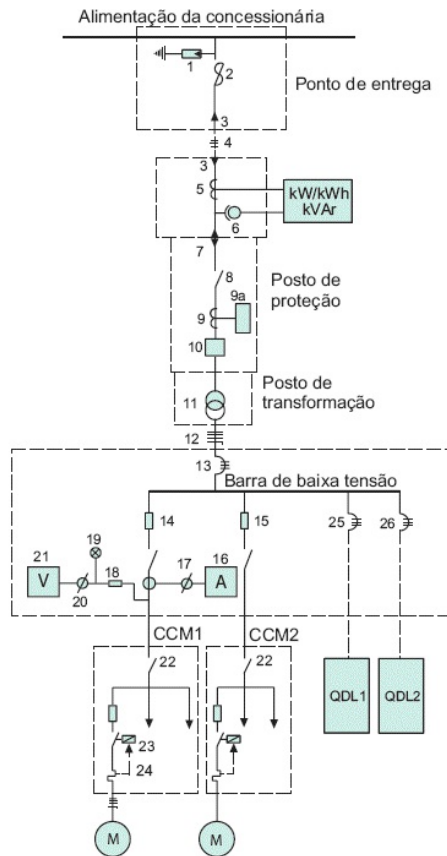 Alimentação da concessionária
1
2
Ponto de entrega
3
4
3
5
kW/kWh
kVAr
6
7
8
Posto de
proteção
9a
9
10
Posto de
transformação
11
12
13
Barra de baixa tensão
14
15
25
26
19
21
V
20
18
17
16
A
CCM1
CCM2
22
22
QDL1
QDL2
23
24
M
M